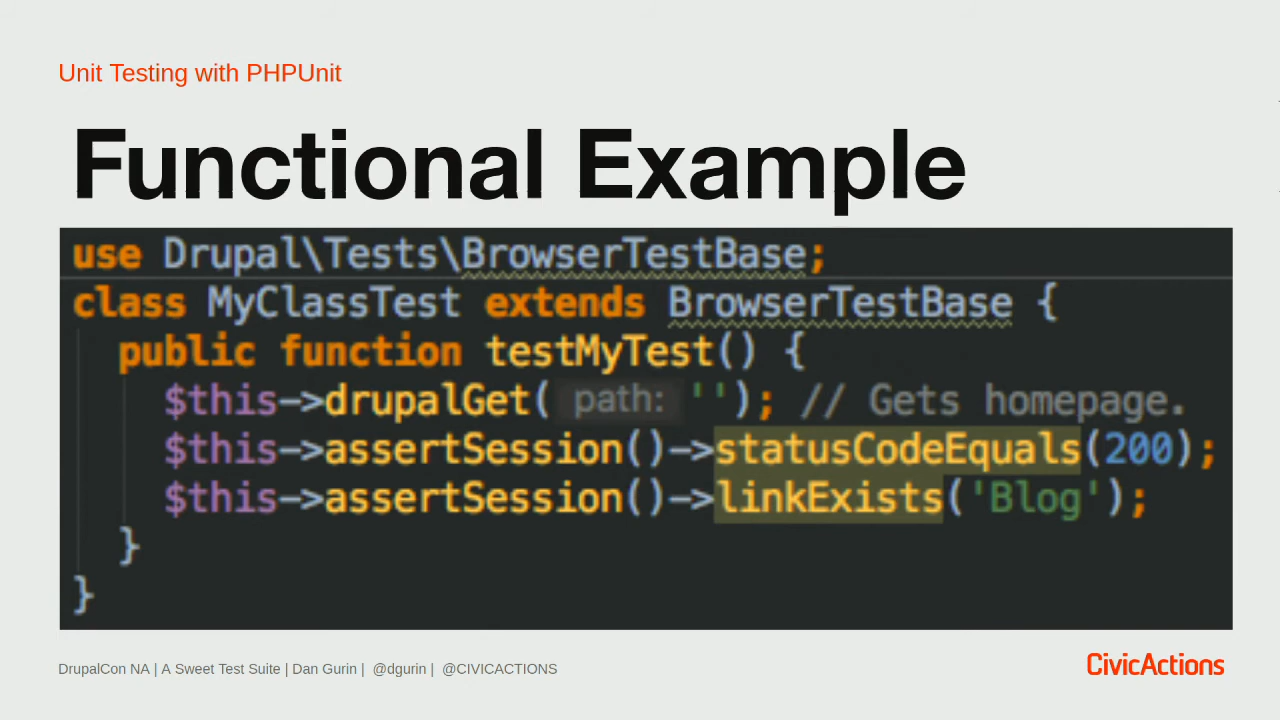 Unit Testing with PHPUnit
Functional Example
use Drupal\Tests\BrowserTestBase;
class MyClassTest extends BrowserTestBase {
public function testMyTest() {
$this->drupalGet( path: ''); // Gets homepage.
$this->assertSession()->statusCodeEquals(200);
$this->assertSession()->linkExists('Blog');
}
}
DrupalCon NA | A Sweet Test Suite | Dan Gurin | @dgurin | @CIVICACTIONS
CivicActions